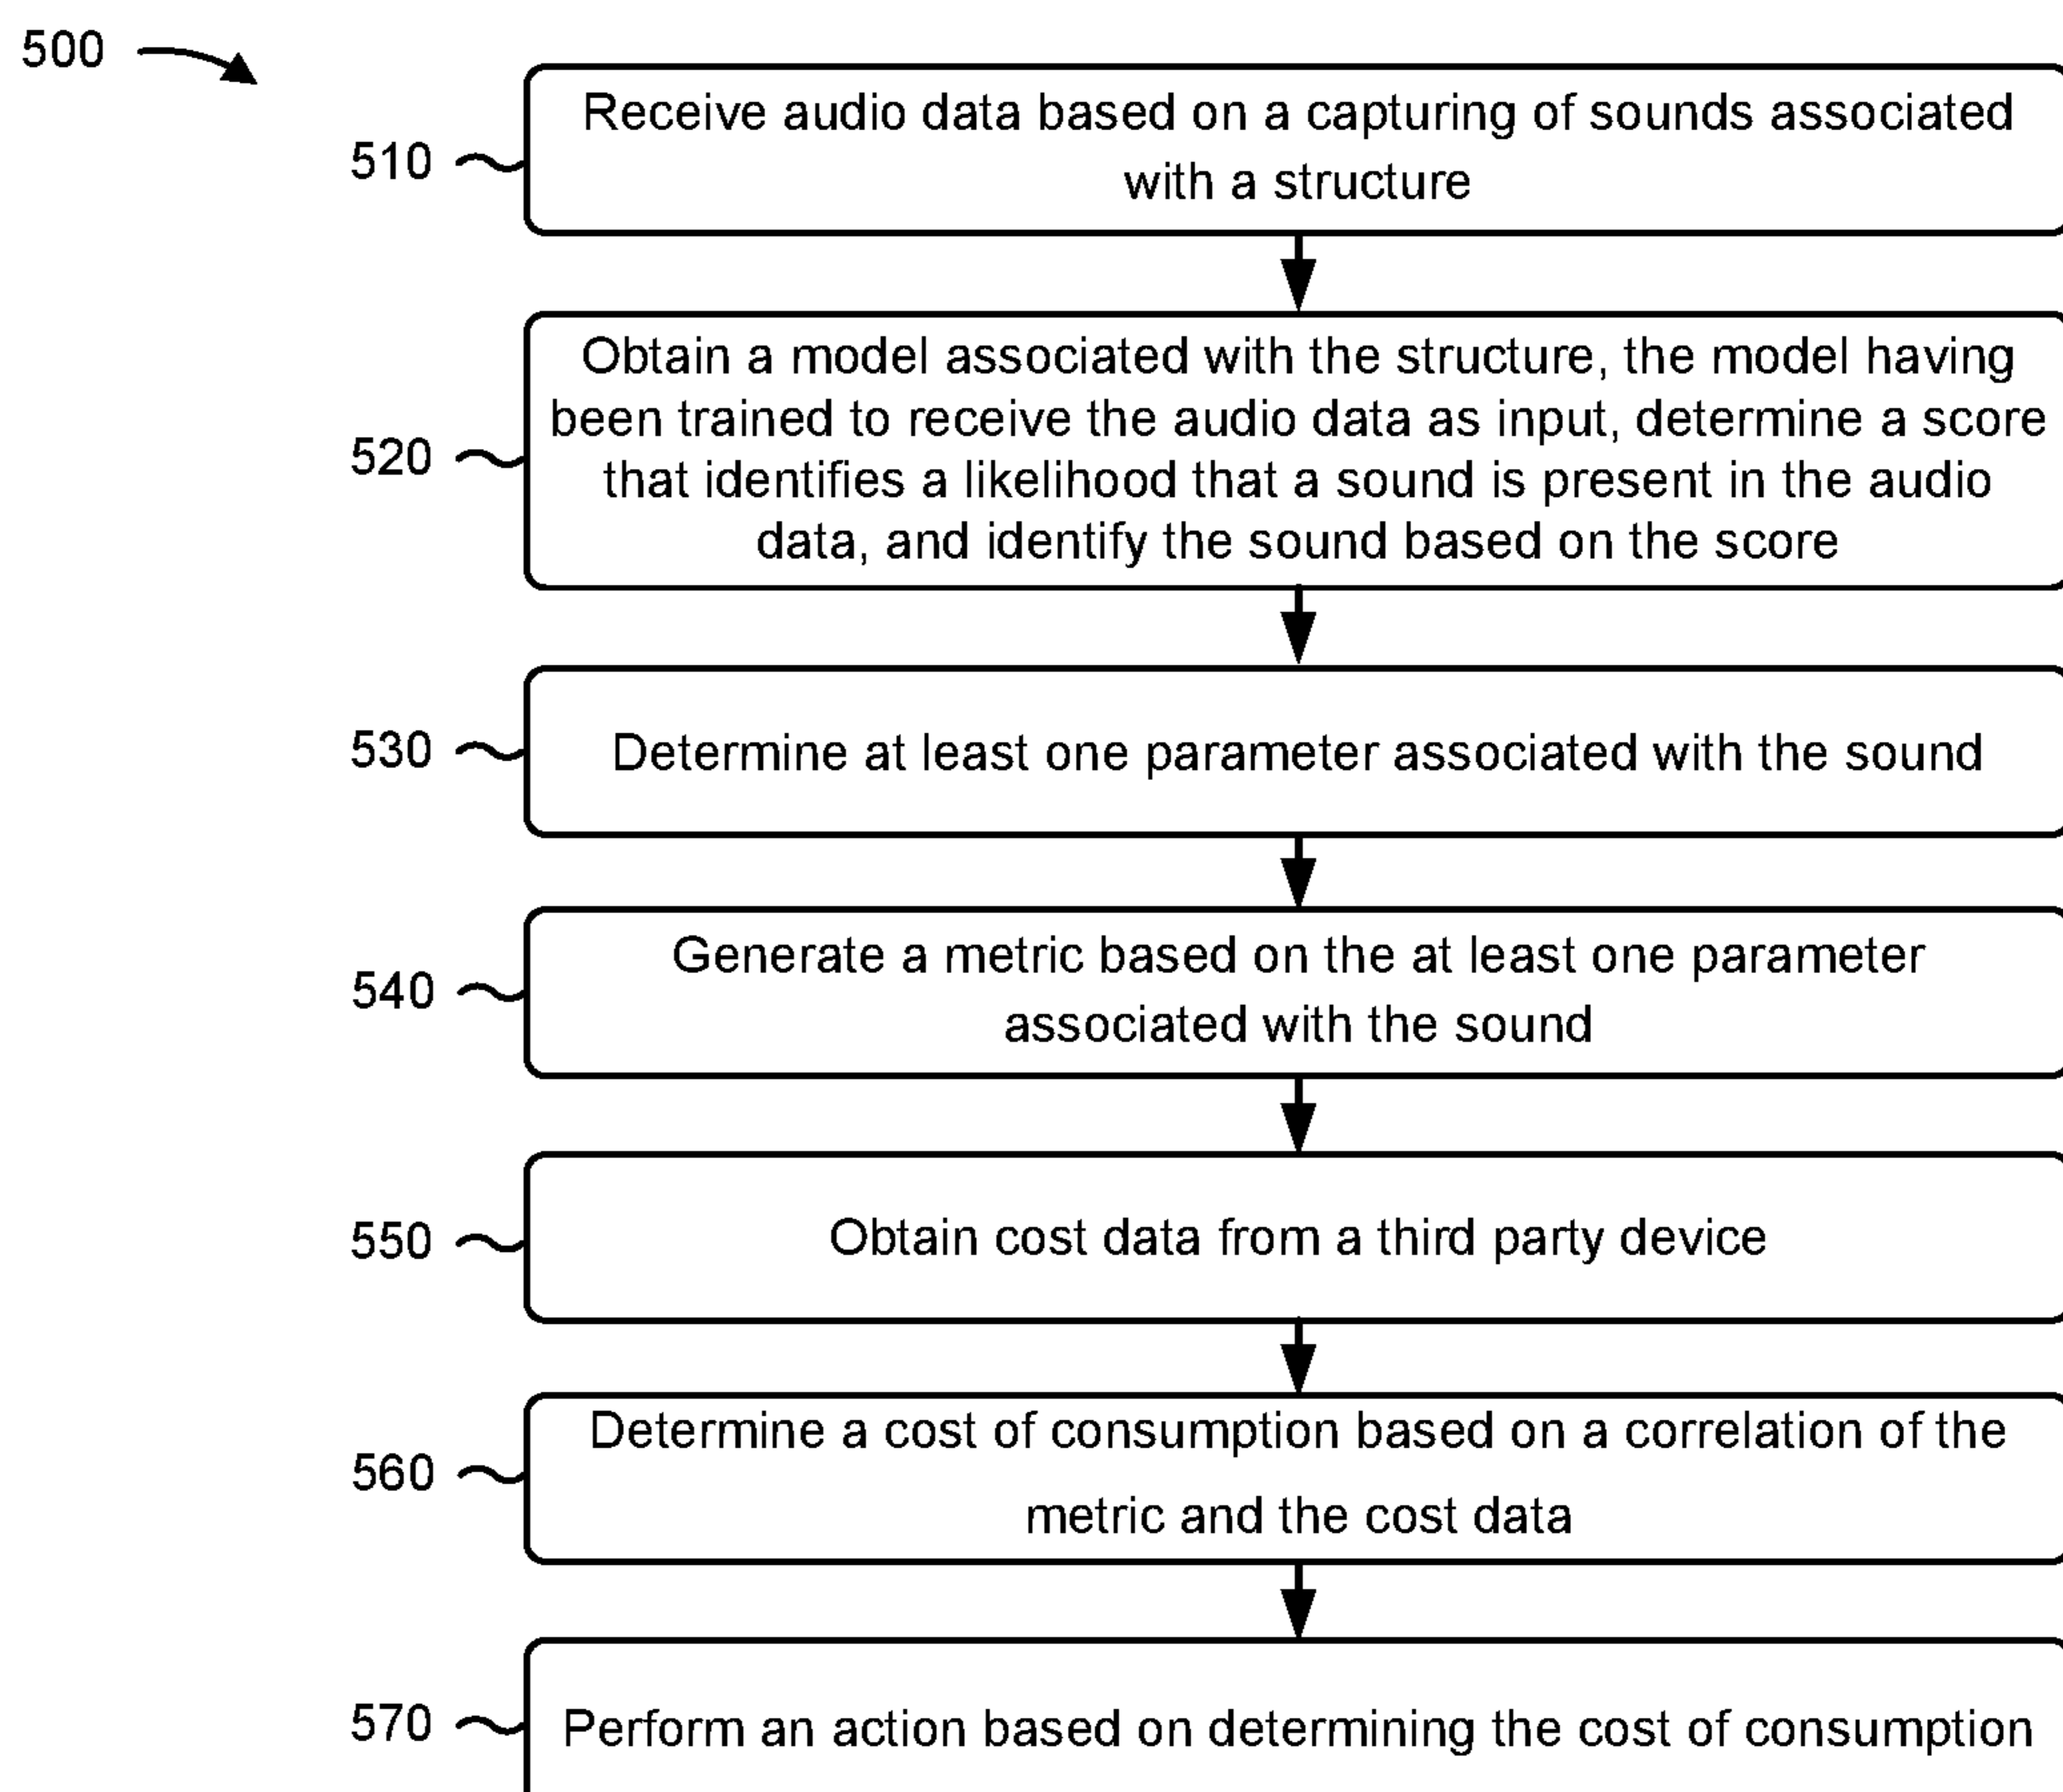 500
Receive audio data based on a capturing of sounds associated
with a structure
510
Obtain a model associated with the structure, the model having
been trained to receive the audio data as input, determine a score
that identifies a likelihood that a sound is present in the audio
data, and identify the sound based on the score
520
Determine at least one parameter associated with the sound
530
Generate a metric based on the at least one parameter
associated with the sound
540
Obtain cost data from a third party device
550
Determine a cost of consumption based on a correlation of the
metric and the cost data
560
Perform an action based on determining the cost of consumption
570